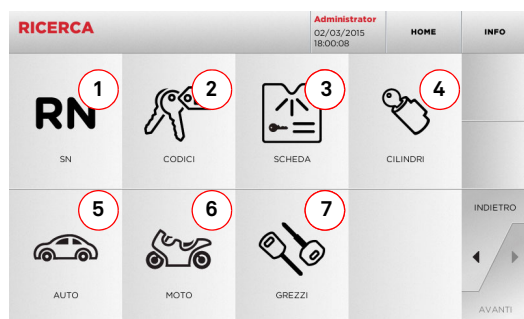 RICERCA
Administrator
02/03/2015
18:00:08
HOME
INFO
1
2
3
4
RN
SN
CODICI
SCHEDA
CILINDRI
5
6
7
INDIETRO
AUTO
MOTO
GREZZI
AVANTI